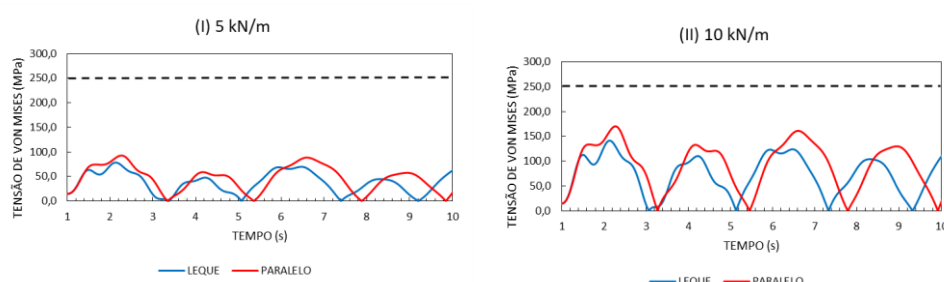 (I) 5 kN/m
TENSÃO DE VON MISES (MPa)
300,0
250,0
200,0
150,0
100,0
50,0
0,0
1 2 3 4 5 6 7 8 9 10
TEMPO (s)
LEQUE PARALELO
(II) 10 kN/m
TENSÃO DE VON MISES (MPa)
300,0
250,0
200,0
150,0
100,0
50,0
0,0
1 2 3 4 5 6 7 8 9 10
TEMPO (s)
LEQUE PARALELO